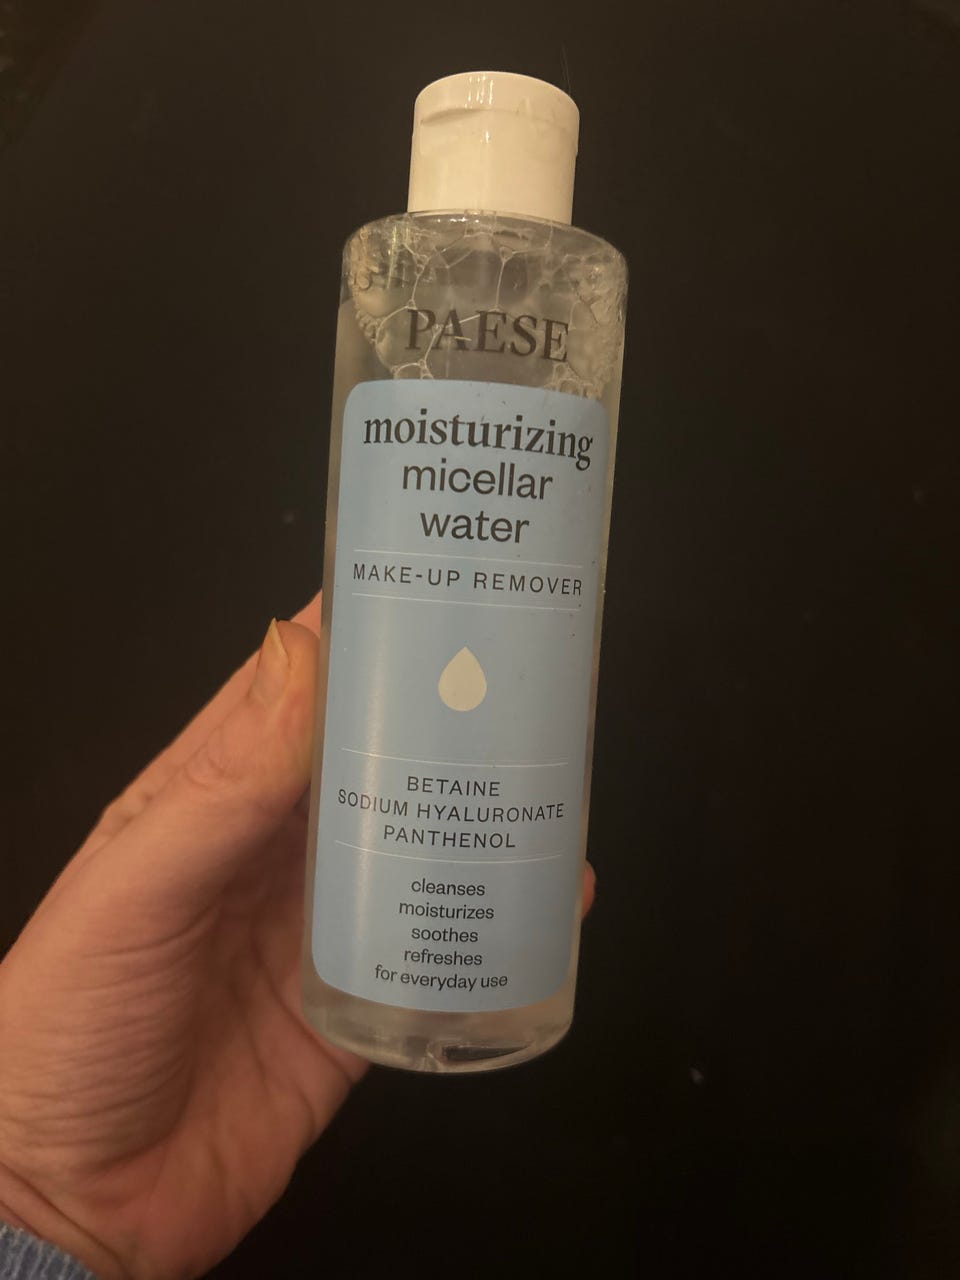 PAESE
moisturizing
micellar
water
MAKE-UP REMOVER
BETAINE
SODIUM HYALURONATE
PANTHENOL
cleanses
moisturizes
soothes
refreshes
for everyday use